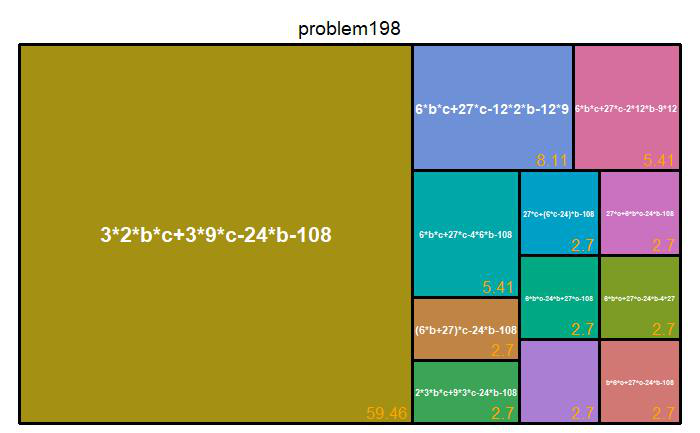 problem198
3*2*b*c+3*9*c-24*b-108
59.46
6*b*c+27*c-12*2*b-12*9
8.11
6*b*c+27*c-2*12*b-9*12
5.41
6*b*c+27*c-4*6*b-108
5.41
27*c+(6*c-24)*b-108
2.7
27*c+6*b*c-24*b-108
2.7
(6*b+27)*c-24*b-108
2.7
6*b*c-24*b+27*c-108
2.7
6*b*c+27*c-24*b-4*27
2.7
2*3*b*c+9*3*c-24*b-108
2.7
2.7
b*6*c+27*c-24*b-108
2.7